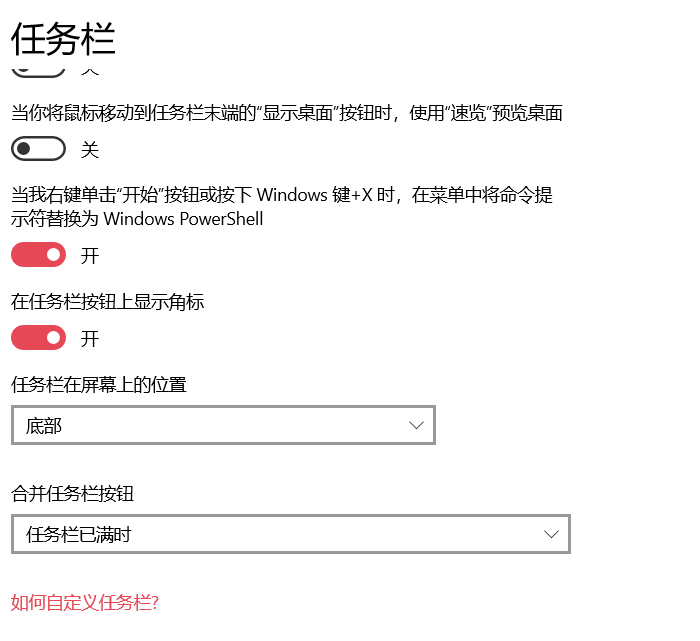 任务栏
当你将鼠标移动到任务栏末端的“显示桌面”按钮时，使用“速览”预览桌面
关
当我右键单击“开始”按钮或按下 Windows 键+X 时，在菜单中将命令提
示符替换为 Windows PowerShell
开
在任务栏按钮上显示角标
开
任务栏在屏幕上的位置
底部
合并任务栏按钮
任务栏已满时
如何自定义任务栏?